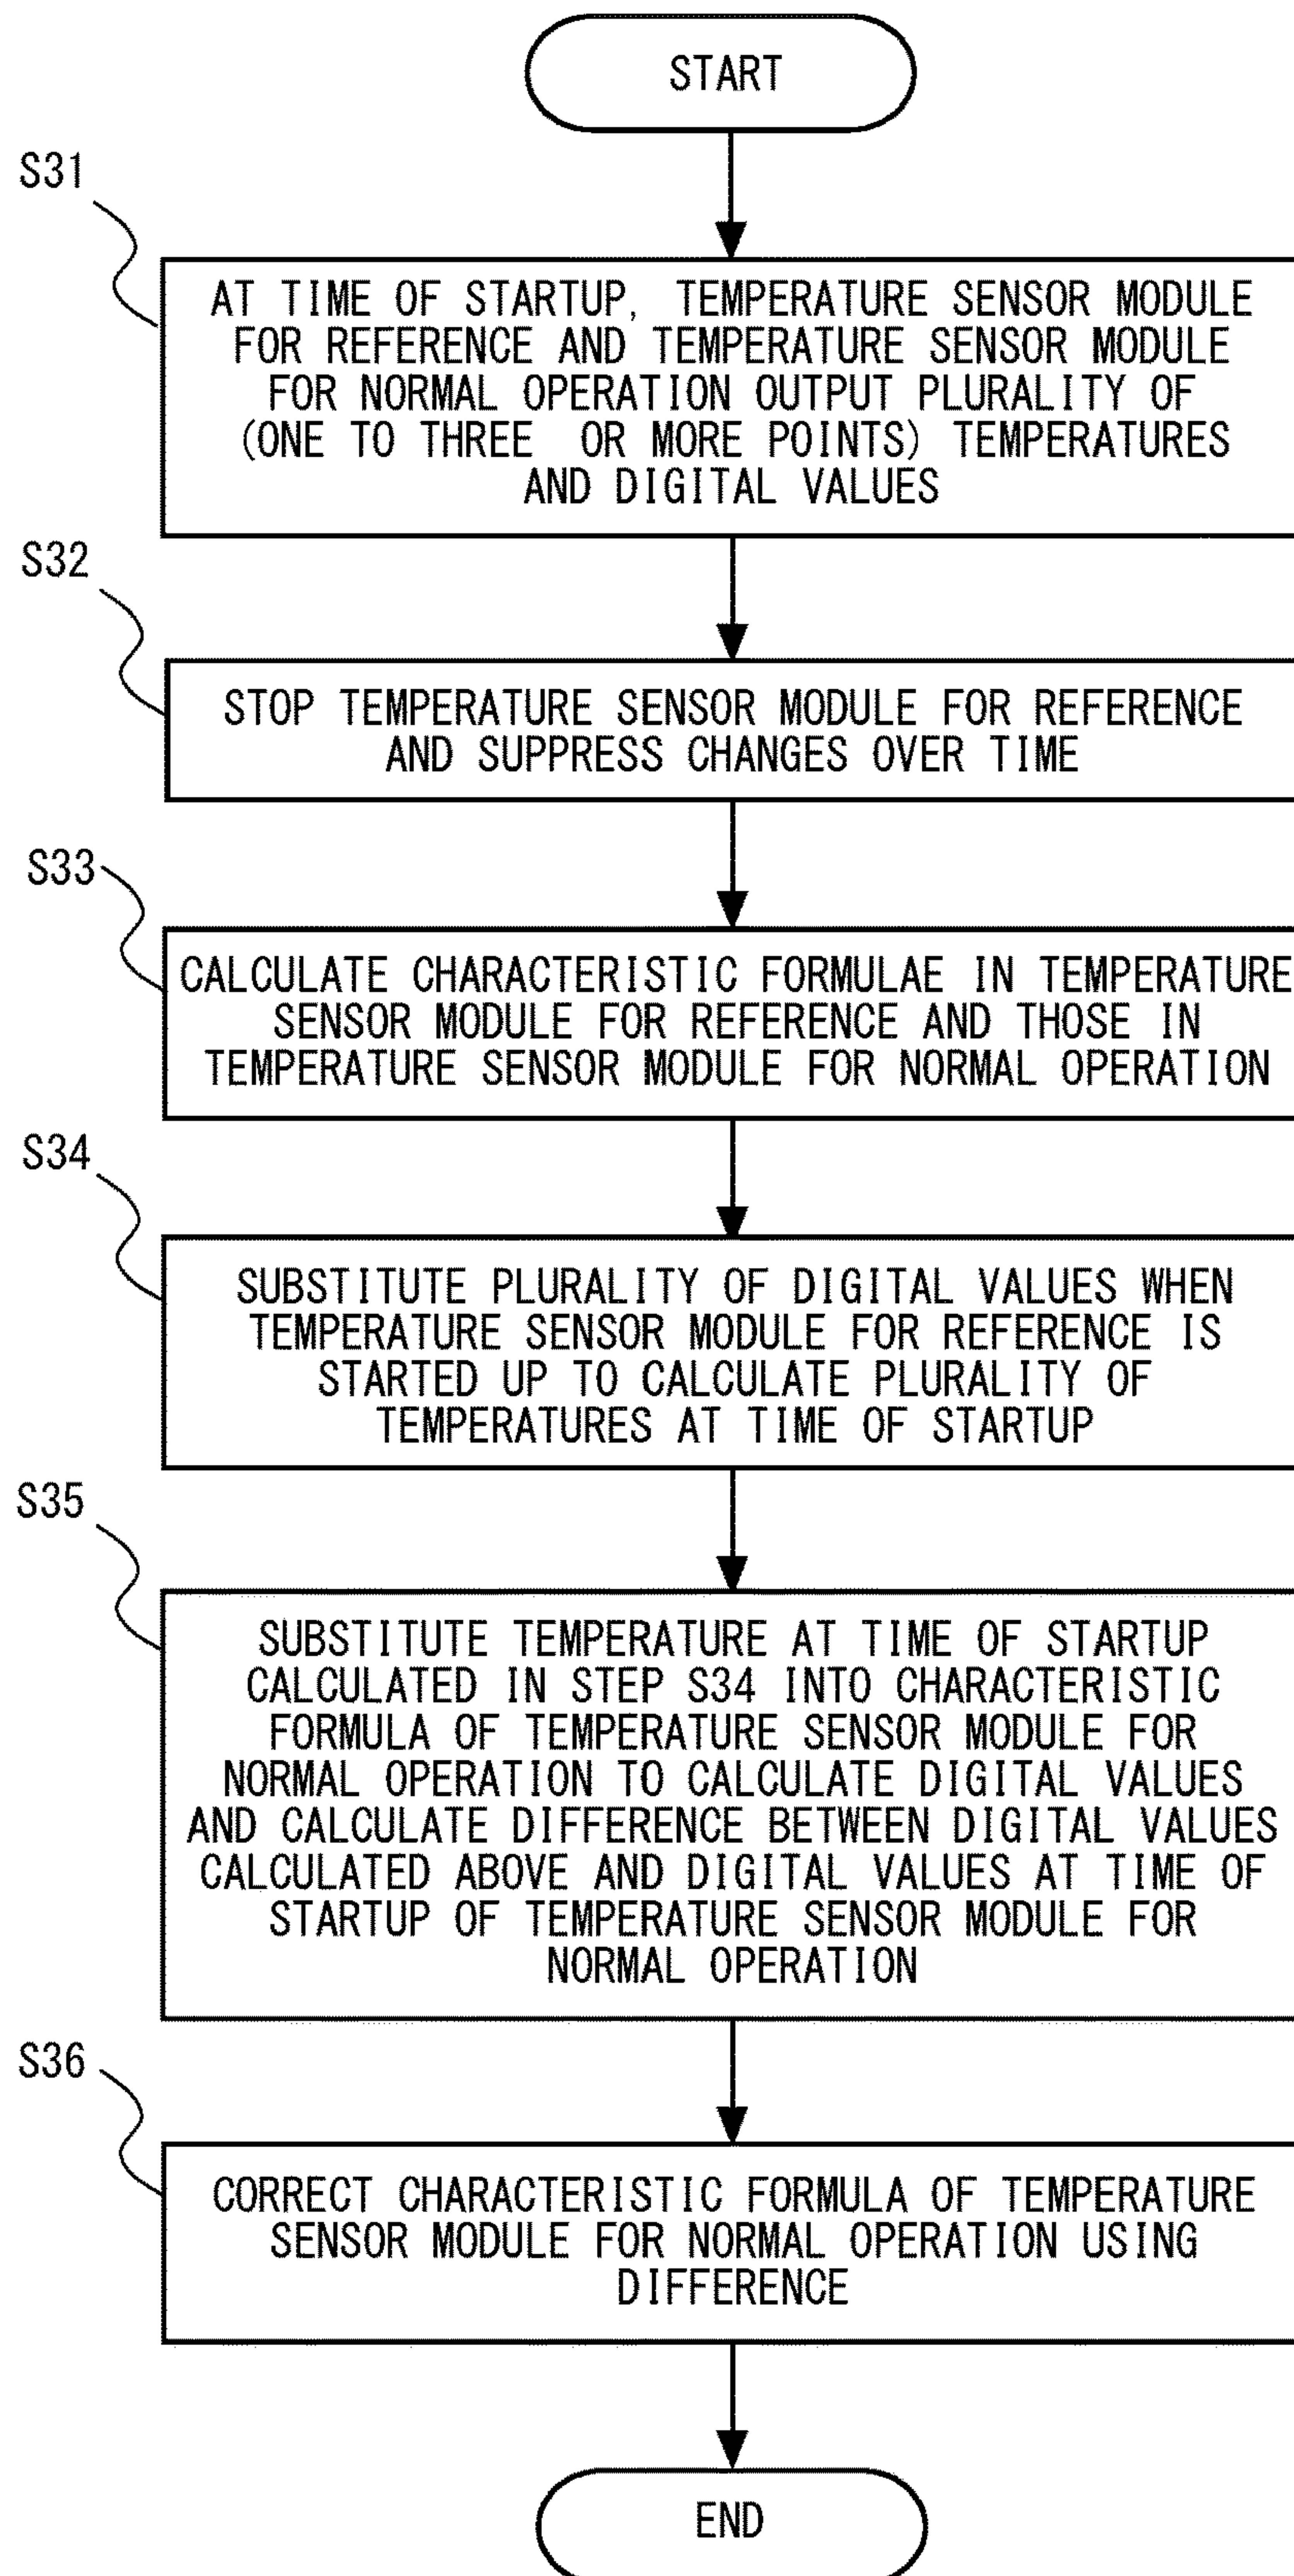 START
S31
AT TIME OF STARTUP, TEMPERATURE SENSOR MODULE
FOR REFERENCE AND TEMPERATURE SENSOR MODULE
FOR NORMAL OPERATION OUTPUT PLURALITY OF
(ONE TO THREE OR MORE POINTS) TEMPERATURES
AND DIGITAL VALUES
S32
STOP TEMPERATURE SENSOR MODULE FOR REFERENCE
AND SUPPRESS CHANGES OVER TIME
S33
CALCULATE CHARACTERISTIC FORMULAE IN TEMPERATURE
SENSOR MODULE FOR REFERENCE AND THOSE IN
TEMPERATURE SENSOR MODULE FOR NORMAL OPERATION
S34
SUBSTITUTE PLURALITY OF DIGITAL VALUES WHEN
TEMPERATURE SENSOR MODULE FOR REFERENCE IS
STARTED UP TO CALCULATE PLURALITY OF
TEMPERATURES AT TIME OF STARTUP
S35
SUBSTITUTE TEMPERATURE AT TIME OF STARTUP
CALCULATED IN STEP S34 INTO CHARACTERISTIC
FORMULA OF TEMPERATURE SENSOR MODULE FOR
NORMAL OPERATION TO CALCULATE DIGITAL VALUES
AND CALCULATE DIFFERENCE BETWEEN DIGITAL VALUES
CALCULATED ABOVE AND DIGITAL VALUES AT TIME OF
STARTUP OF TEMPERATURE SENSOR MODULE FOR
NORMAL OPERATION
S36
CORRECT CHARACTERISTIC FORMULA OF TEMPERATURE
SENSOR MODULE FOR NORMAL OPERATION USING
DIFFERENCE
END